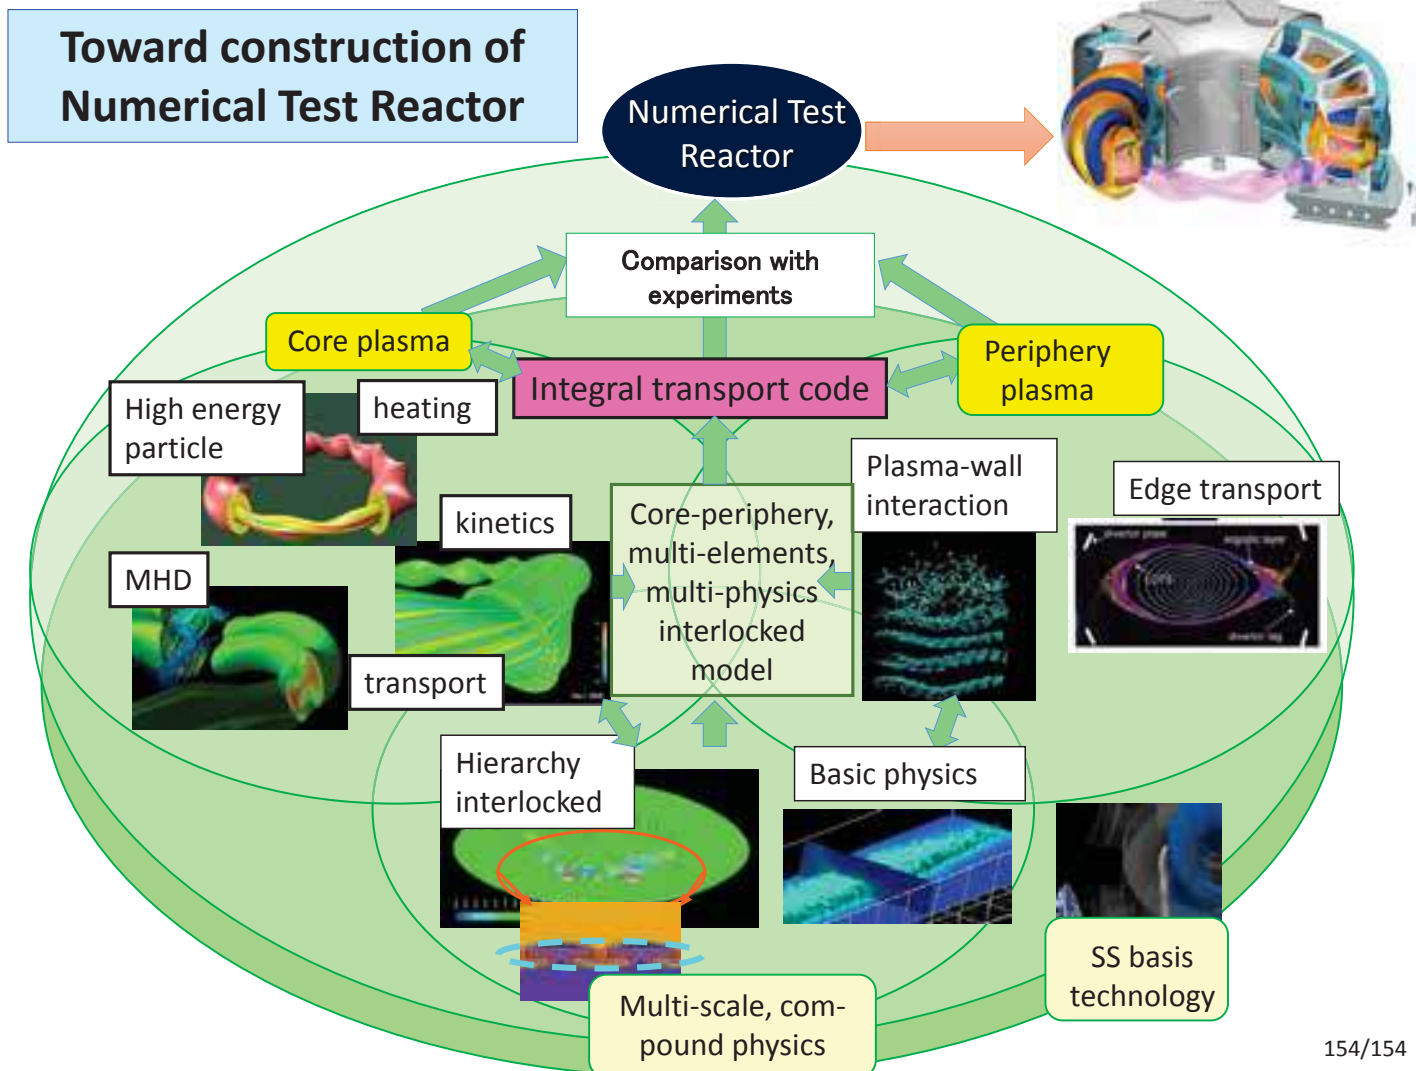 Toward construction of
Numerical Test Reactor
Numerical Test
Reactor
Comparison with
experiments
Core plasma
Periphery
plasma
Integral transport code
High energy
particle
heating
Plasma-wall
interaction
Edge transport
kinetics
Core-periphery,
multi-elements,
multi-physics
interlocked
model
MHD
transport
Hierarchy
interlocked
Basic physics
SS basis
technology
Multi-scale, com-
pound physics
154/154